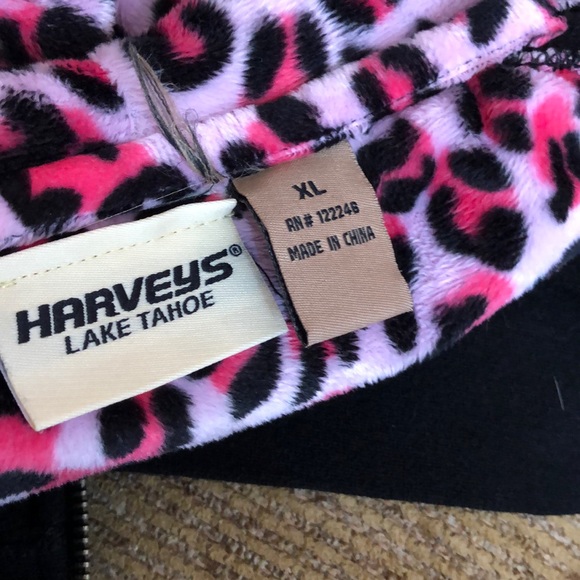 HARVEYS®
LAKE TAHOE
XL
RN# 122246
MADE IN CHINA